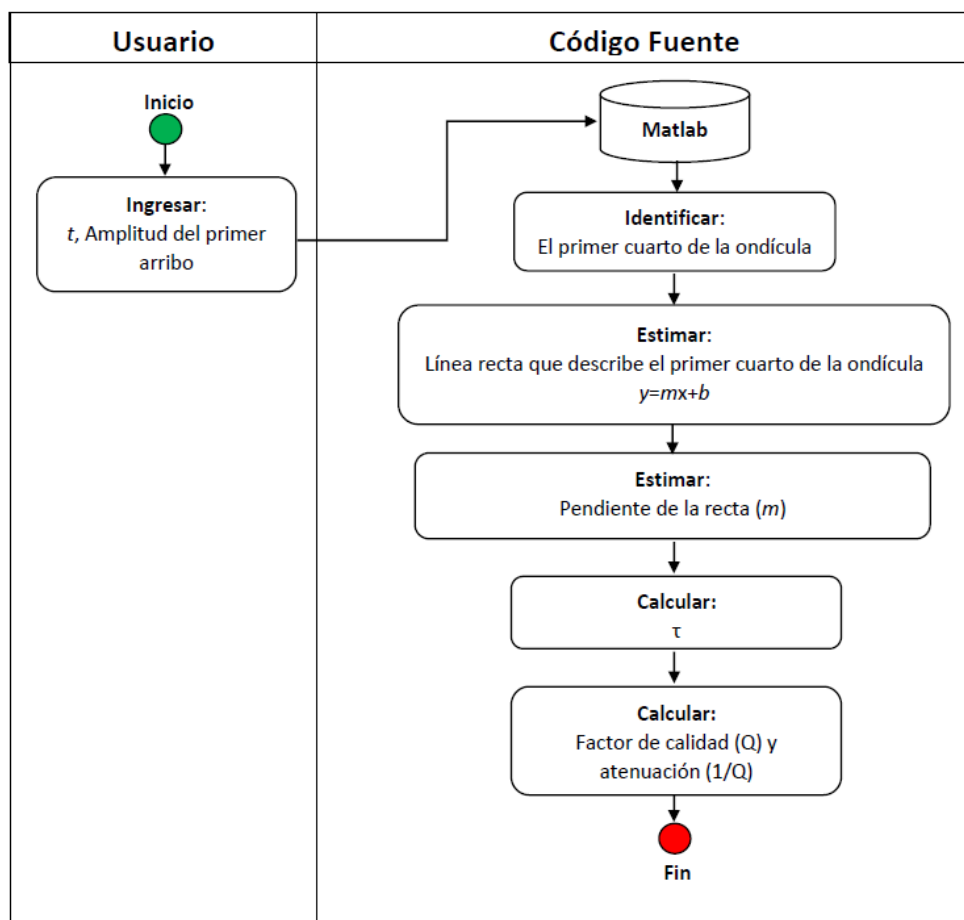 Usuario
Código Fuente
Inicio
Ingresar:
t, Amplitud del primer
arribo
Matlab
Identificar:
El primer cuarto de la ondícula
Estimar:
Línea recta que describe el primer cuarto de la ondícula
y=mx+b
Estimar:
Pendiente de la recta (m)
Calcular:
τ
Calcular:
Factor de calidad (Q) y
atenuación (1/Q)
Fin